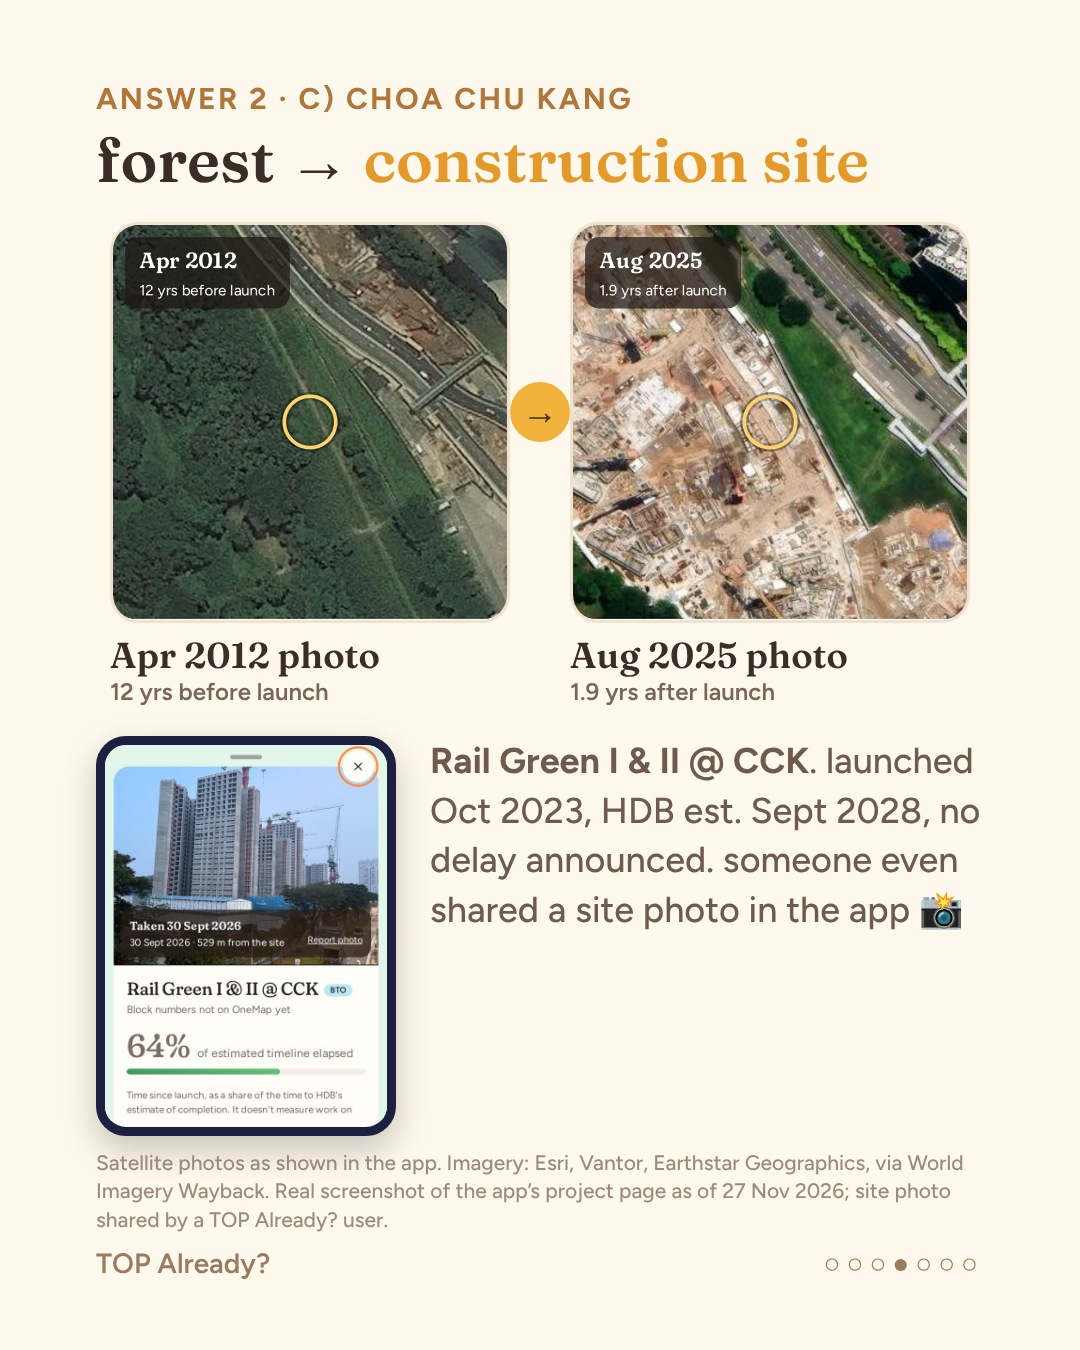 ANSWER 2 · C) CHOA CHU KANG
forest → construction site
Apr 2012
12 yrs before launch
Aug 2025
1.9 yrs after launch
→
Apr 2012 photo
12 yrs before launch
Aug 2025 photo
1.9 yrs after launch
×
Taken 30 Sept 2026
30 Sept 2026 · 529 m from the site
Report photo
Rail Green I & II @ CCK BTO
Block numbers not on OneMap yet
64% of estimated timeline elapsed
Time since launch, as a share of the time to HDB's
estimate of completion. It doesn't measure work on
Rail Green I & II @ CCK. launched
Oct 2023, HDB est. Sept 2028, no
delay announced. someone even
shared a site photo in the app 📸
Satellite photos as shown in the app. Imagery: Esri, Vantor, Earthstar Geographics, via World
Imagery Wayback. Real screenshot of the app’s project page as of 27 Nov 2026; site photo
shared by a TOP Already? user.
TOP Already?